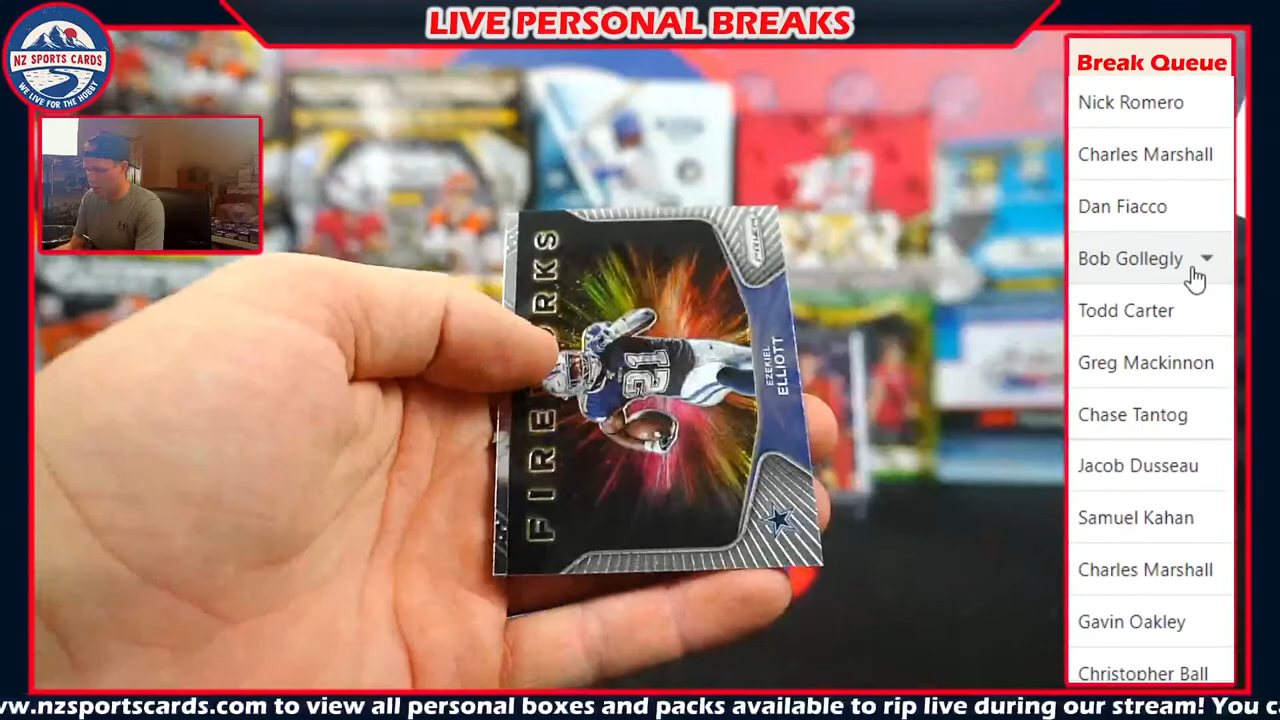 LIVE PERSONAL BREAKS
NZ SPORTS CARDS
WE LIVE FOR THE HOBBY
Break Queue
Nick Romero
Charles Marshall
Dan Fiacco
Bob Gollegly
Todd Carter
Greg Mackinnon
Chase Tantog
Jacob Dusseau
Samuel Kahan
Charles Marshall
Gavin Oakley
Christopher Ball
FIREWORKS
PRIZM
21
EZEKIEL
ELLIOTT
ww.nzsportscards.com to view all personal boxes and packs available to rip live during our stream! You c